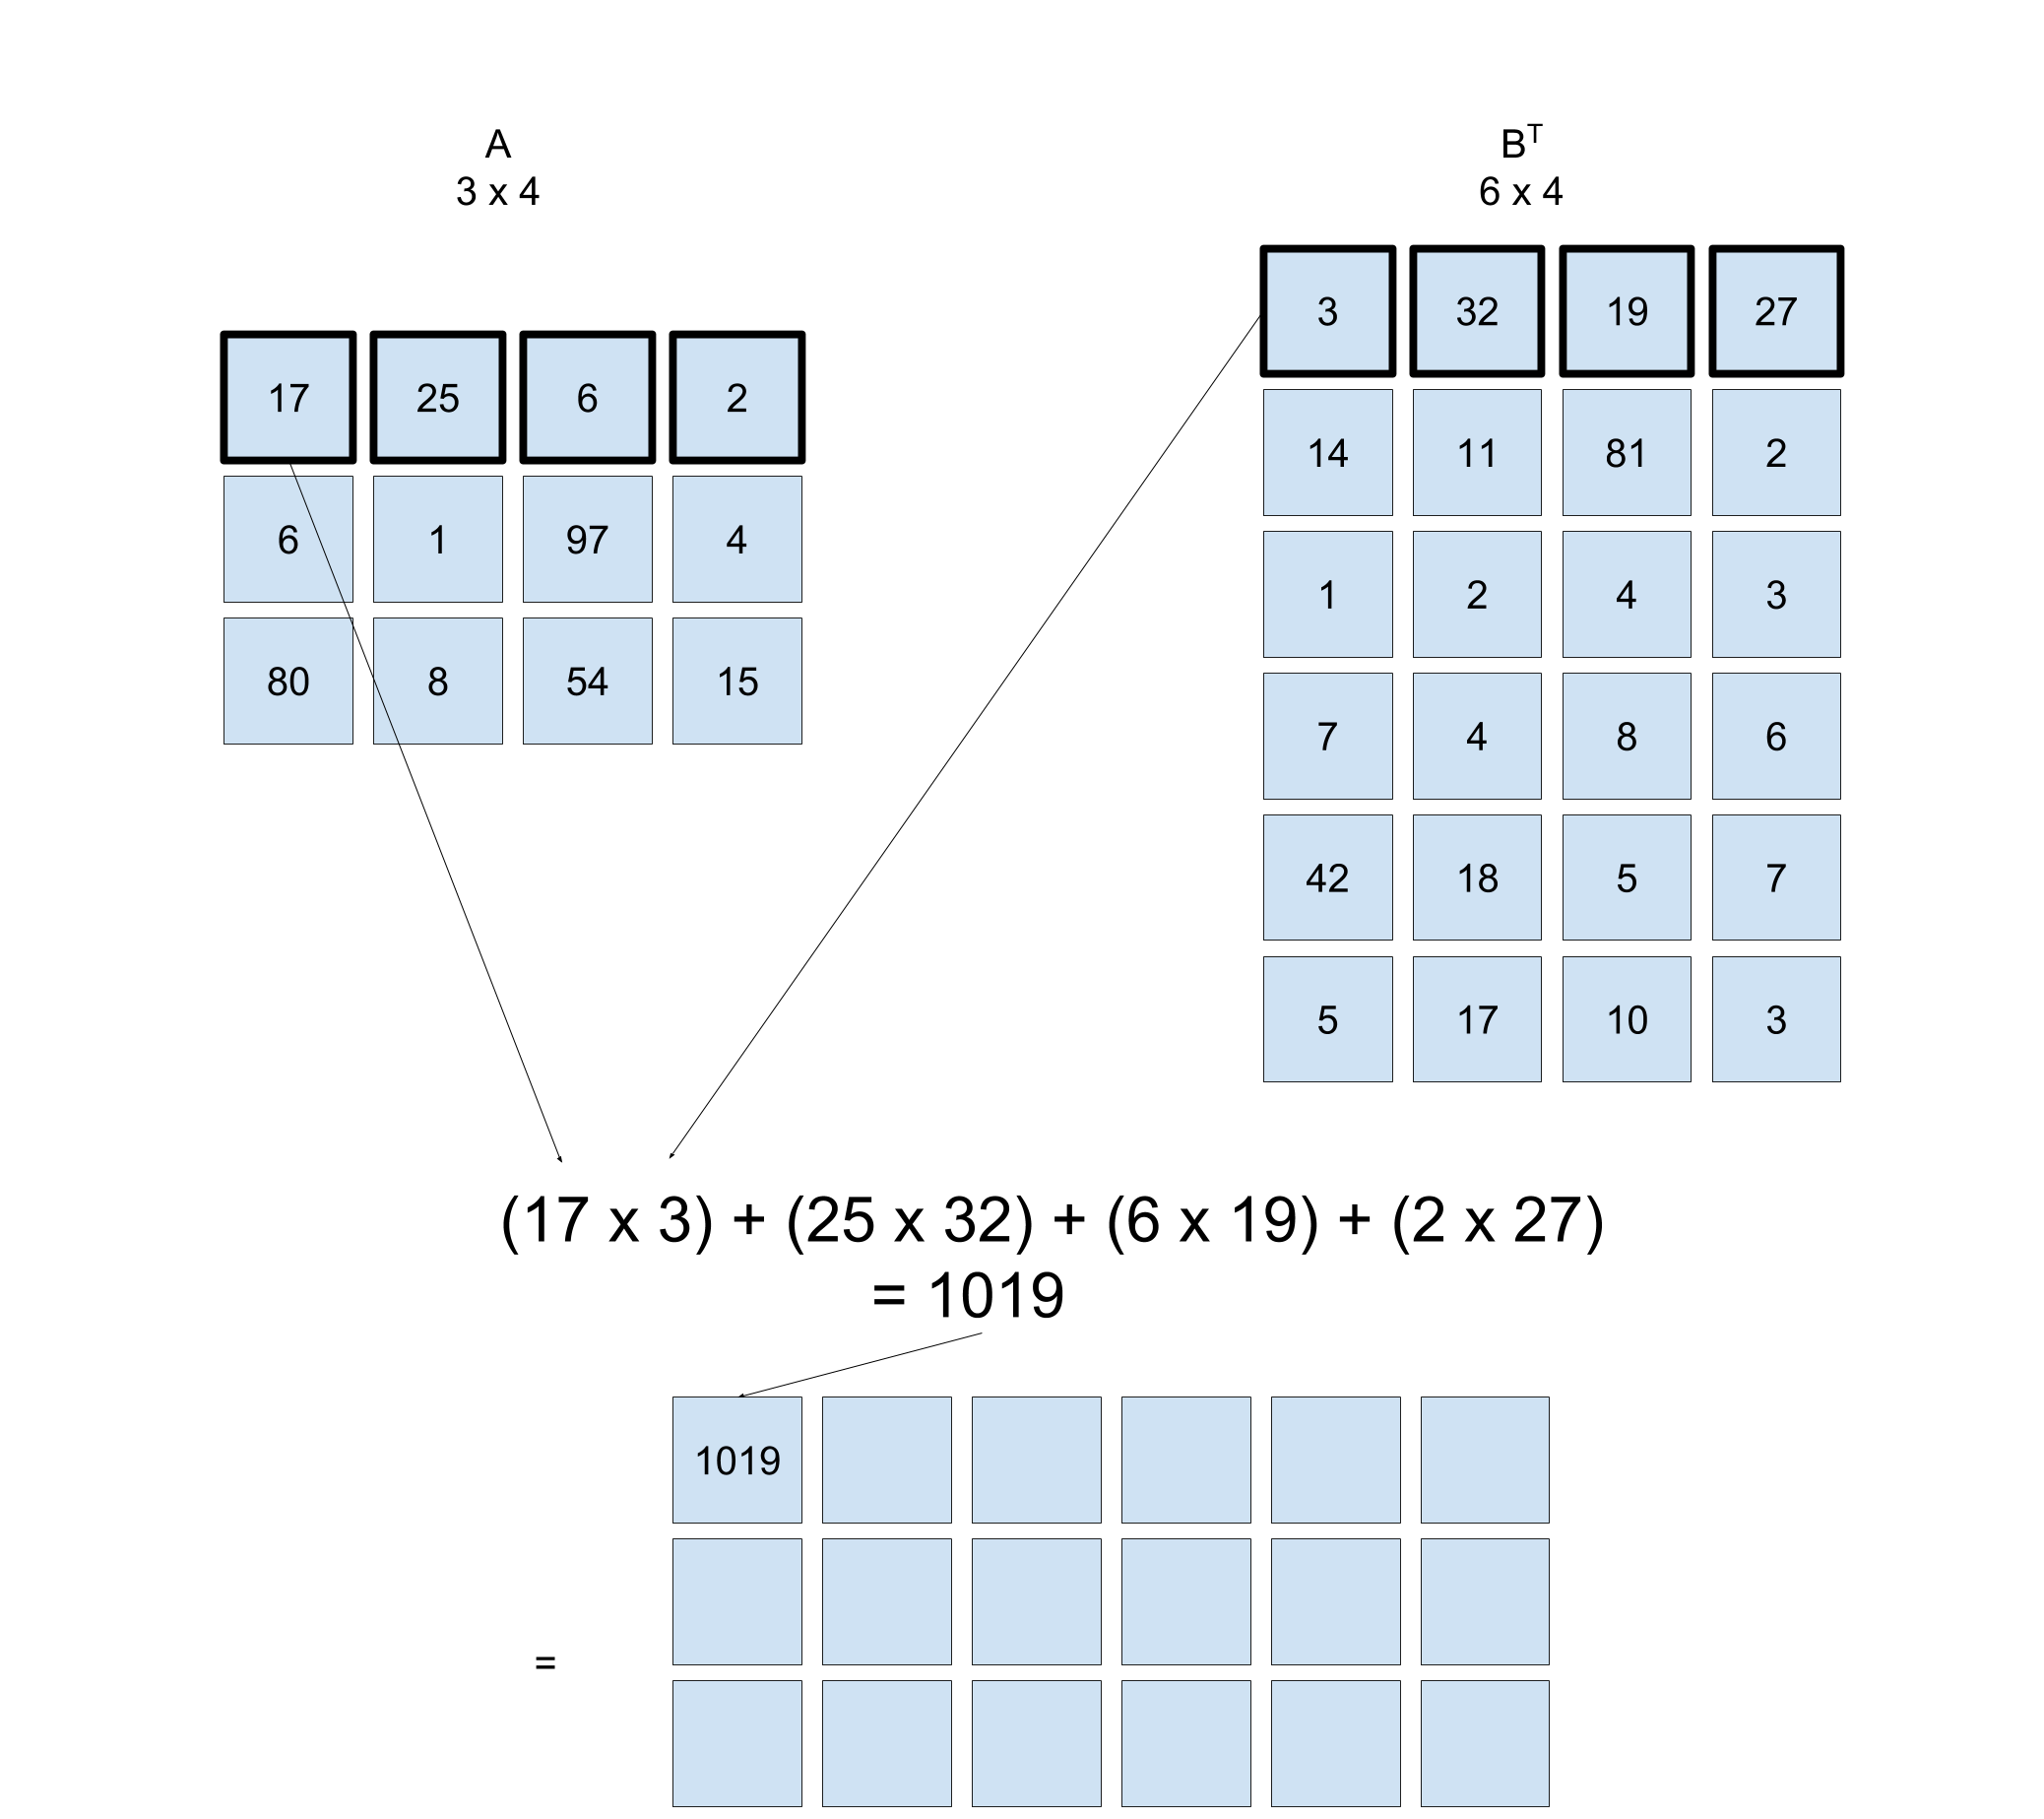 A
3 x 4
17 25 6 2
6 1 97 4
80 8 54 15
Bᵀ
6 x 4
3 32 19 27
14 11 81 2
1 2 4 3
7 4 8 6
42 18 5 7
5 17 10 3
(17 x 3) + (25 x 32) + (6 x 19) + (2 x 27)
= 1019
1019
=